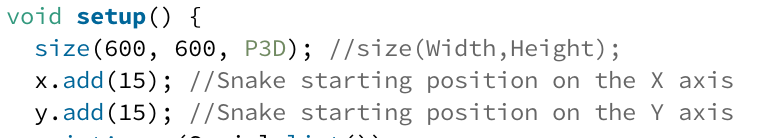 void setup() {
size(600, 600, P3D); //size(Width,Height);
x.add(15); //Snake starting position on the X axis
y.add(15); //Snake starting position on the Y axis